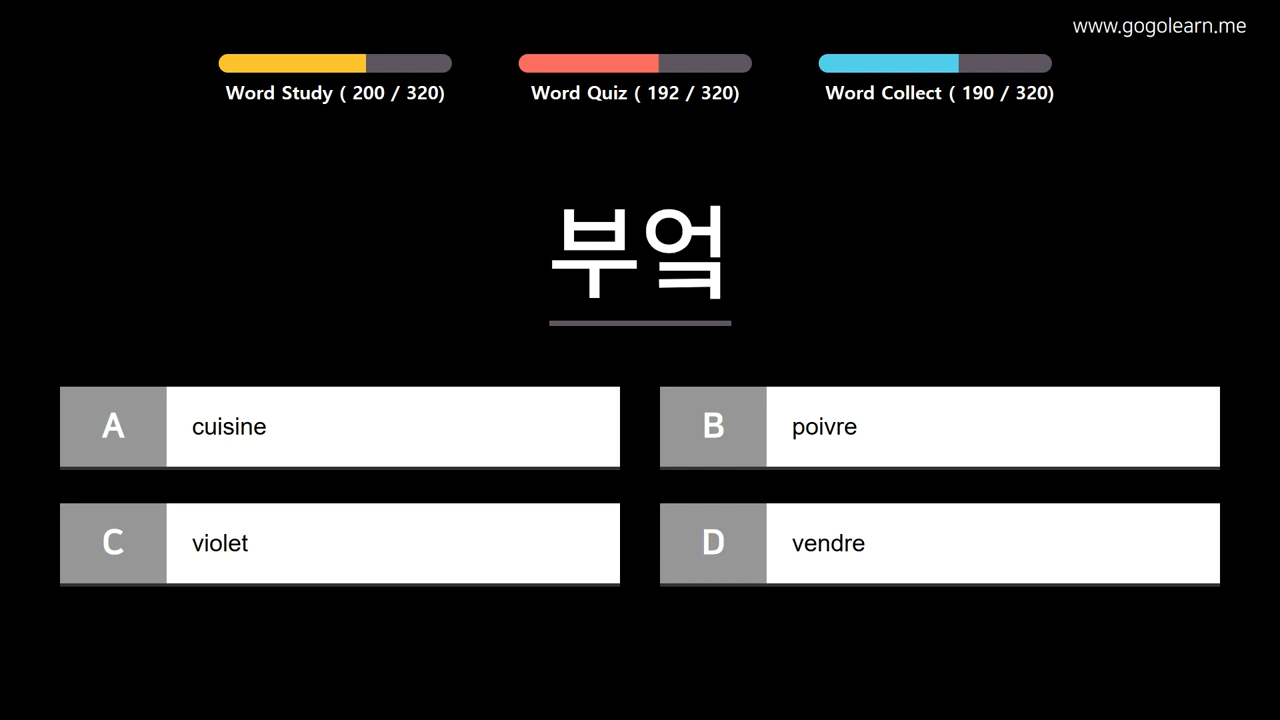 www.gogolearn.me
Word Study ( 200 / 320)
Word Quiz ( 192 / 320)
Word Collect ( 190 / 320)
부엌
A cuisine
B poivre
C violet
D vendre